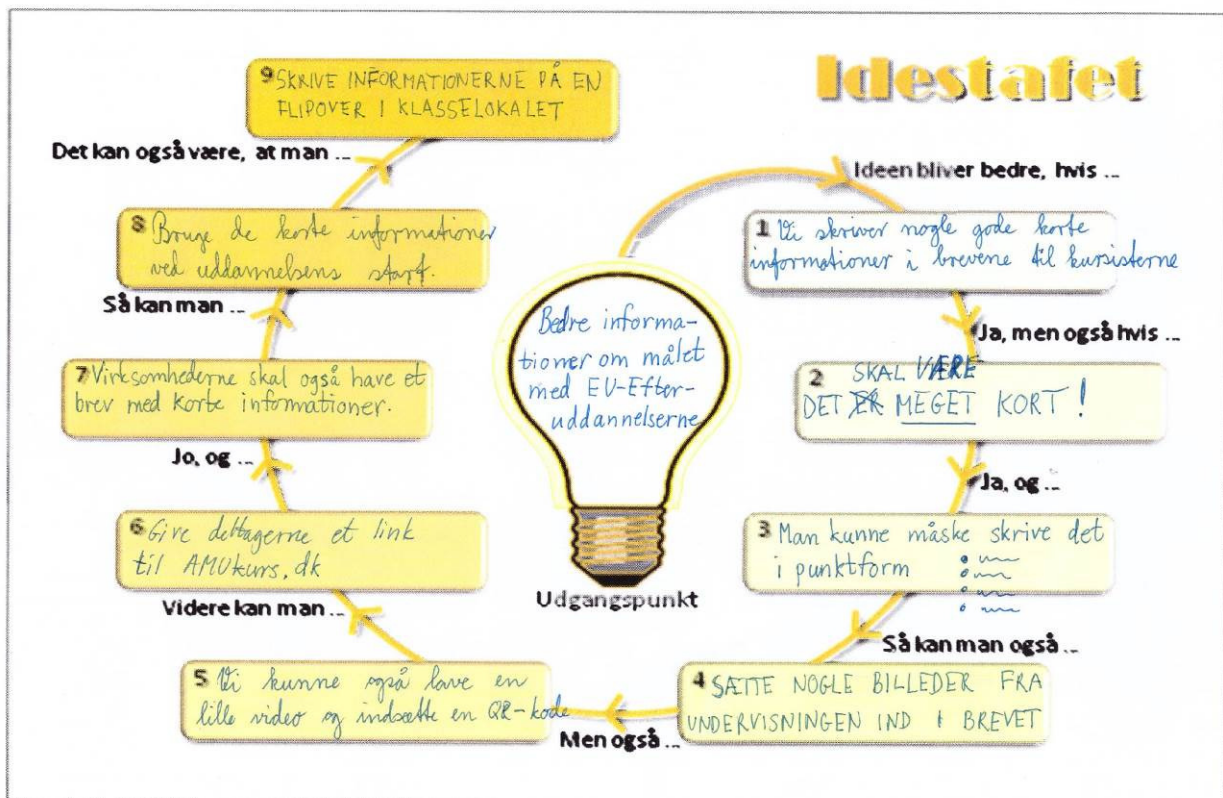 Idestafet
Bedre informa-
tioner om målet
med EV-Efter-
uddannelserne
Udgangspunkt
Ideen bliver bedre, hvis ...
1 Vi skriver nogle gode korte
informationer i brevene til kursisterne
Ja, men også hvis ...
2 SKAL VÆRE
DET ER MEGET KORT !
Ja, og ...
3 Man kunne måske skrive det
i punktform
Så kan man også ...
4 SÆTTE NOGLE BILLEDER FRA
UNDERVISNINGEN IND I BREVET
Men også ...
5 Vi kunne også lave en
lille video og indsætte en QR-kode
Videre kan man ...
6 Give deltagerne et link
til AMUkurs.dk
Jo, og ...
7 Virksomhederne skal også have et
brev med korte informationer.
Så kan man ...
8 Bruge de korte informationer
ved uddannelsens start.
Det kan også være, at man ...
9 SKRIVE INFORMATIONERNE PÅ EN
FLIPOVER I KLASSELOKALET